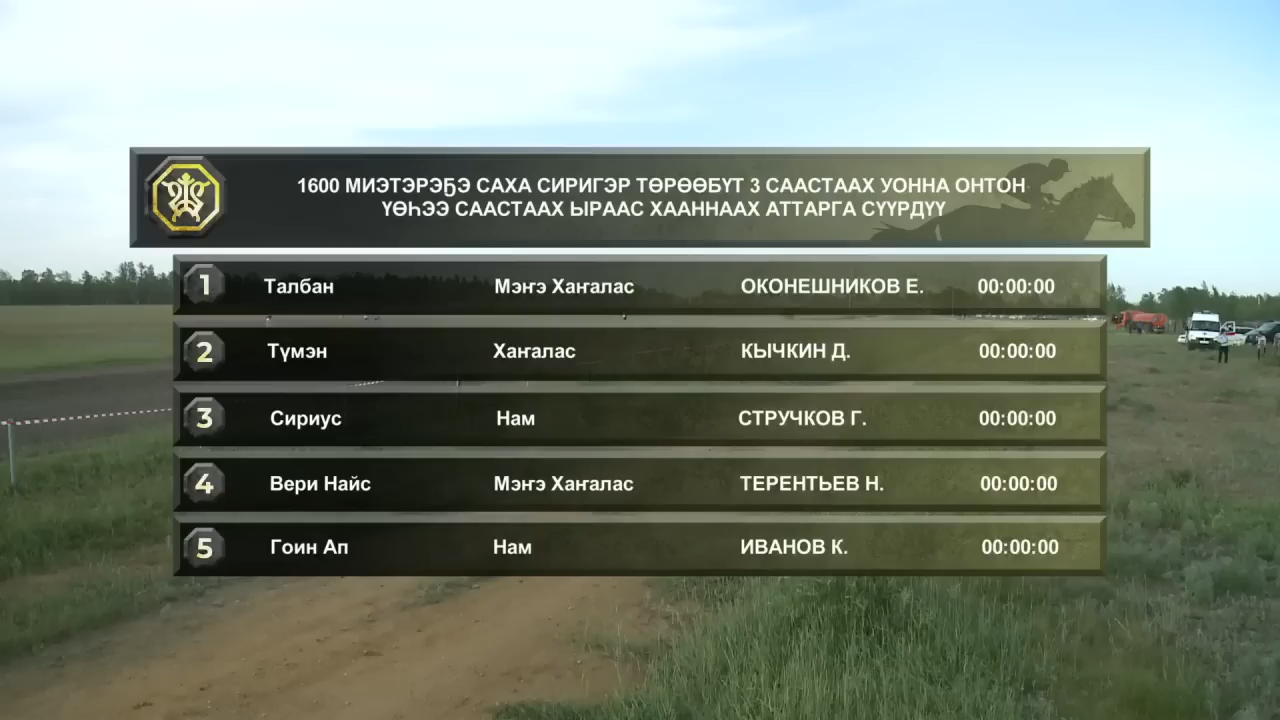 1600 МИЭТЭРЭҔЭ САХА СИРИГЭР ТӨРӨӨБҮТ 3 СААСТААХ УОННА ОНТОН
ҮӨҺЭЭ СААСТААХ ЫРААС ХААННААХ АТТАРГА СҮҮРДҮҮ
1 Талбан Мэҥэ Хаҥалас ОКОНЕШНИКОВ Е. 00:00:00
2 Түмэн Хаҥалас КЫЧКИН Д. 00:00:00
3 Сириус Нам СТРУЧКОВ Г. 00:00:00
4 Вери Найс Мэҥэ Хаҥалас ТЕРЕНТЬЕВ Н. 00:00:00
5 Гоин Ап Нам ИВАНОВ К. 00:00:00